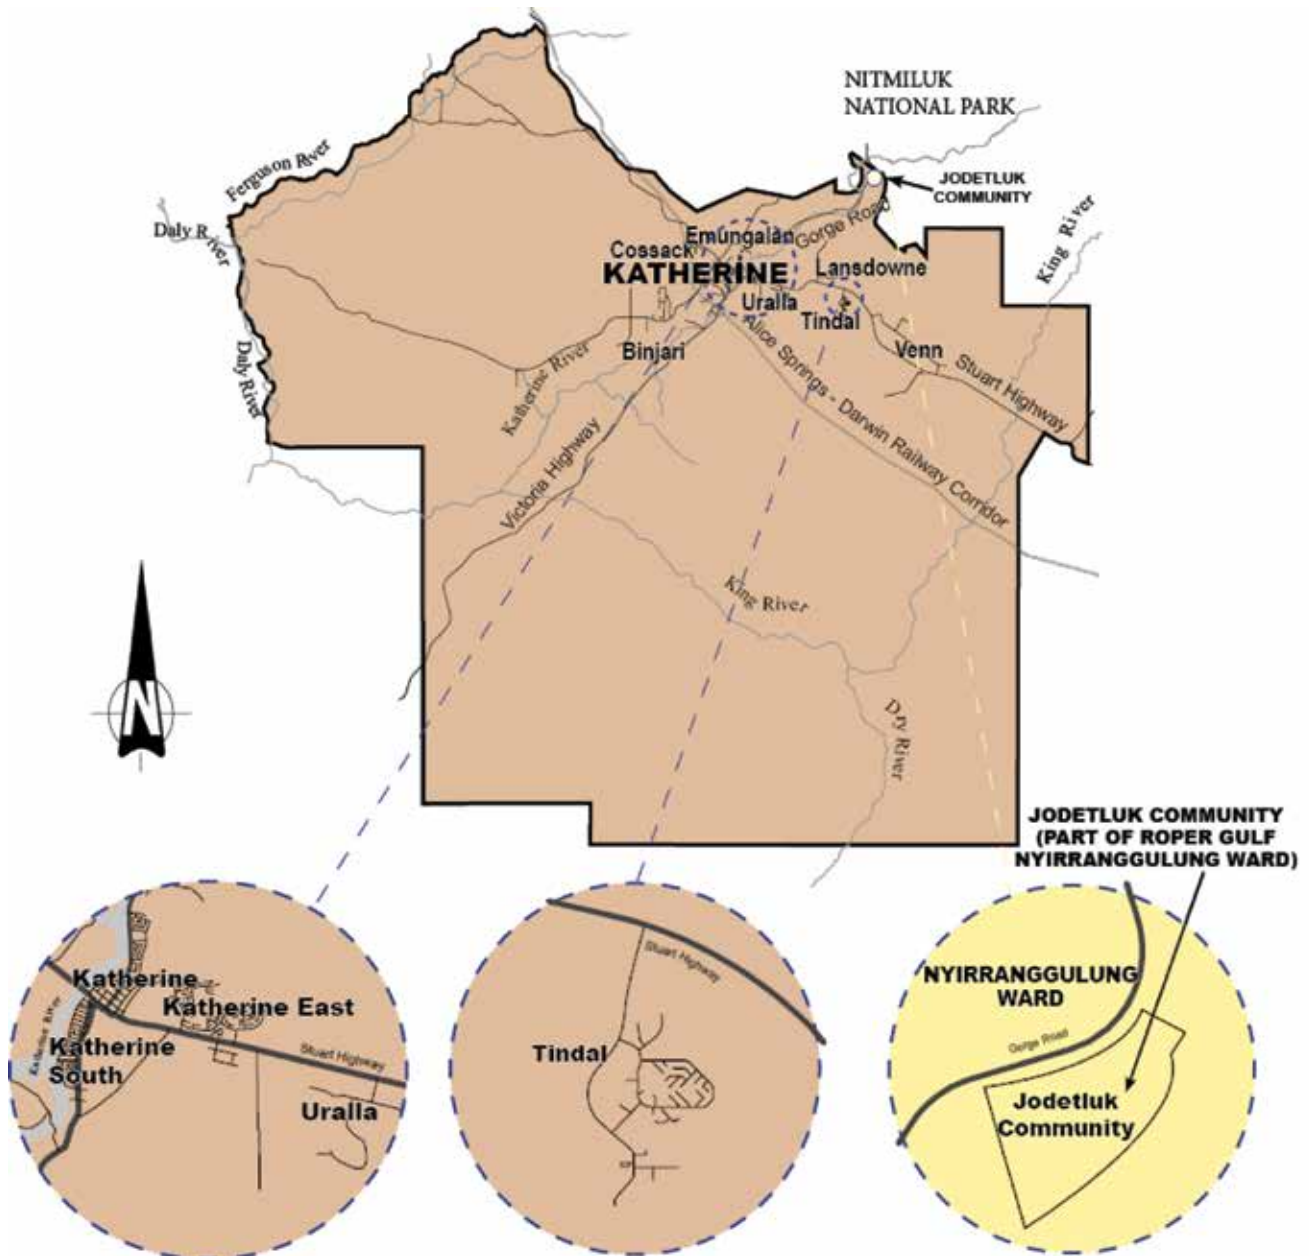 NITMILUK
NATIONAL PARK
JODETLUK
COMMUNITY
Ferguson River
Daly River
King River
Gorge Road
Emungalan
Cossack
KATHERINE
Lansdowne
Uralla
Tindal
Binjari
Venn
Daly River
Katherine River
Stuart Highway
Alice Springs - Darwin Railway Corridor
Victoria Highway
King River
Dry River
N
JODETLUK COMMUNITY
(PART OF ROPER GULF
NYIRRANGGULUNG WARD)
Katherine
Katherine East
Katherine River
Katherine
South
Stuart Highway
Uralla
Stuart Highway
Tindal
NYIRRANGGULUNG
WARD
Gorge Road
Jodetluk
Community